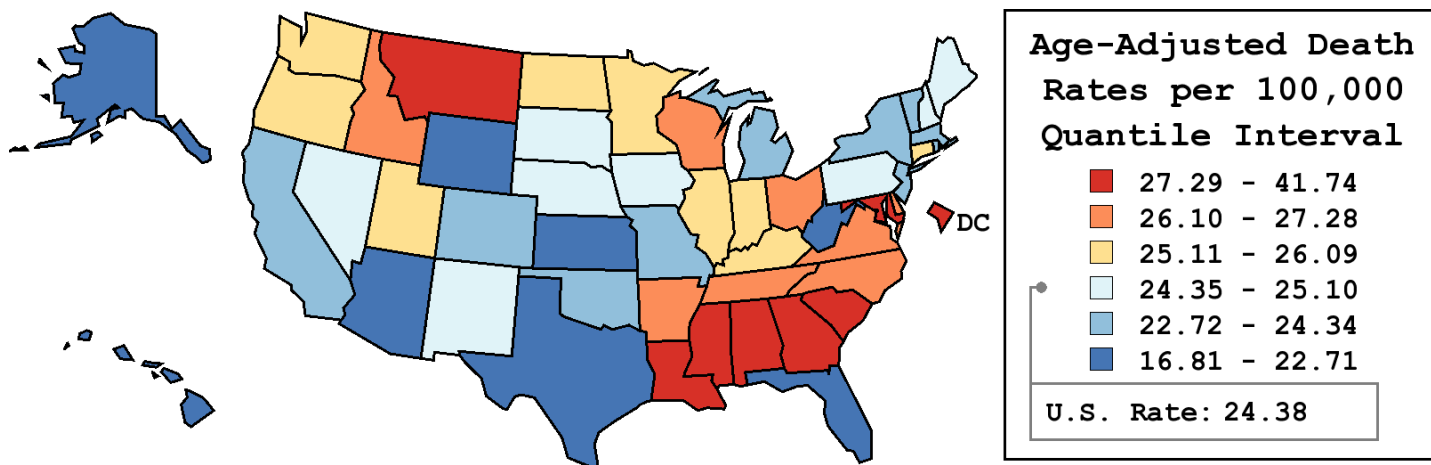 Age-Adjusted Death
Rates per 100,000
Quantile Interval
27.29 - 41.74
26.10 - 27.28
25.11 - 26.09
24.35 - 25.10
22.72 - 24.34
16.81 - 22.71
U.S. Rate: 24.38
DC